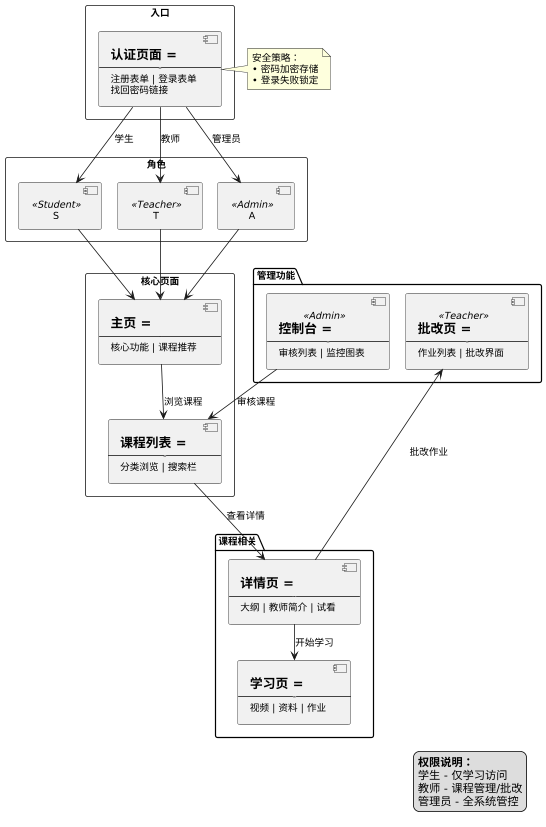 入口
认证页面 =
注册表单 | 登录表单
找回密码链接
安全策略：
• 密码加密存储
• 登录失败锁定
学生
教师
管理员
角色
«Student»
S
«Teacher»
T
«Admin»
A
核心页面
主页 =
核心功能 | 课程推荐
管理功能
«Admin»
控制台 =
审核列表 | 监控图表
«Teacher»
批改页 =
作业列表 | 批改界面
浏览课程
审核课程
课程列表 =
分类浏览 | 搜索栏
批改作业
查看详情
课程相关
详情页 =
大纲 | 教师简介 | 试看
开始学习
学习页 =
视频 | 资料 | 作业
权限说明：
学生 - 仅学习访问
教师 - 课程管理/批改
管理员 - 全系统管控